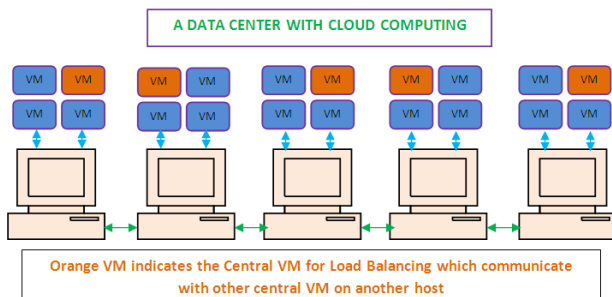 A DATA CENTER WITH CLOUD COMPUTING
VM VM VM VM VM VM VM VM VM VM
VM VM VM VM VM VM VM VM VM VM
Orange VM indicates the Central VM for Load Balancing which communicate
with other central VM on another host